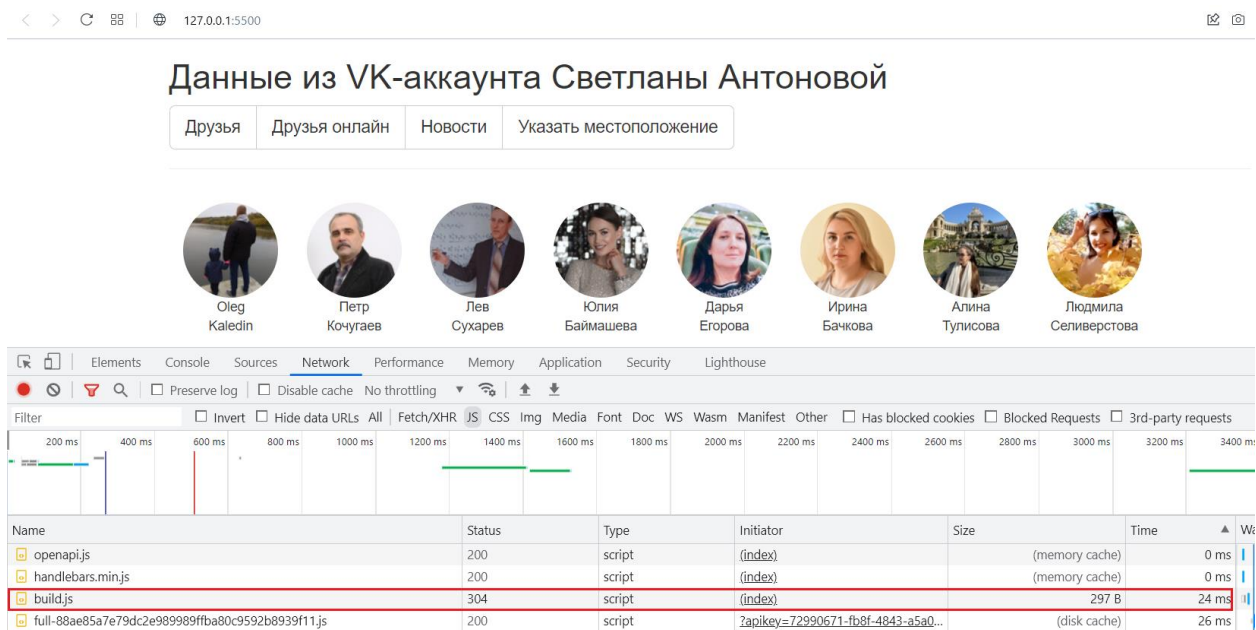 127.0.0.1:5500
Данные из VK-аккаунта Светланы Антоновой
Друзья Друзья онлайн Новости Указать местоположение
Oleg Kaledin
Петр Кочугаев
Лев Сухарев
Юлия Баймашева
Дарья Егорова
Ирина Бачкова
Алина Тулисова
Людмила Селиверстова
Elements Console Sources Network Performance Memory Application Security Lighthouse
Preserve log Disable cache No throttling
Filter Invert Hide data URLs All Fetch/XHR JS CSS Img Media Font Doc WS Wasm Manifest Other Has blocked cookies Blocked Requests 3rd-party requests
200 ms 400 ms 600 ms 800 ms 1000 ms 1200 ms 1400 ms 1600 ms 1800 ms 2000 ms 2200 ms 2400 ms 2600 ms 2800 ms 3000 ms 3200 ms 3400 ms
Name Status Type Initiator Size Time Wa
openapi.js 200 script (index) (memory cache) 0 ms
handlebars.min.js 200 script (index) (memory cache) 0 ms
build.js 304 script (index) 297 B 24 ms
full-88ae85a7e79dc2e989989ffba80c9592b8939f11.js 200 script ?apikey=72990671-fb8f-4843-a5a0... (disk cache) 26 ms